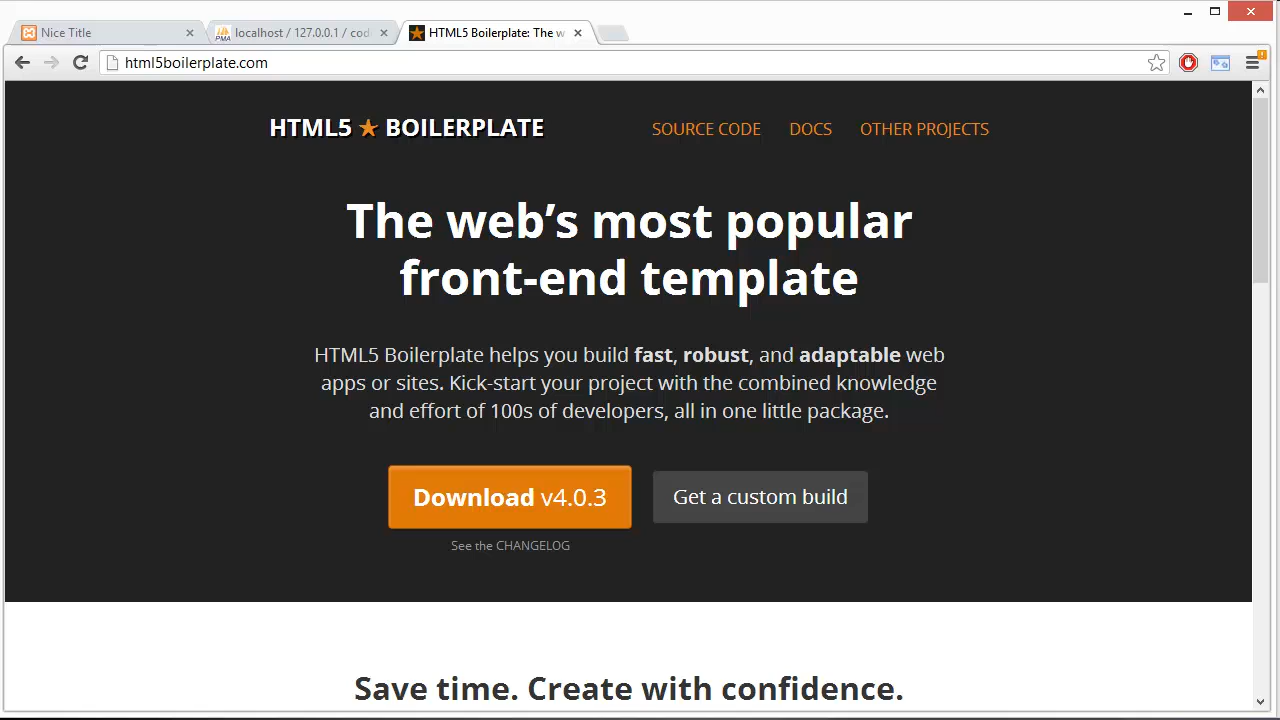 Nice Title
localhost / 127.0.0.1 / cod
HTML5 Boilerplate: The w
html5boilerplate.com
HTML5 ★ BOILERPLATE
SOURCE CODE
DOCS
OTHER PROJECTS
The web’s most popular
front-end template
HTML5 Boilerplate helps you build fast, robust, and adaptable web
apps or sites. Kick-start your project with the combined knowledge
and effort of 100s of developers, all in one little package.
Download v4.0.3
Get a custom build
See the CHANGELOG
Save time. Create with confidence.